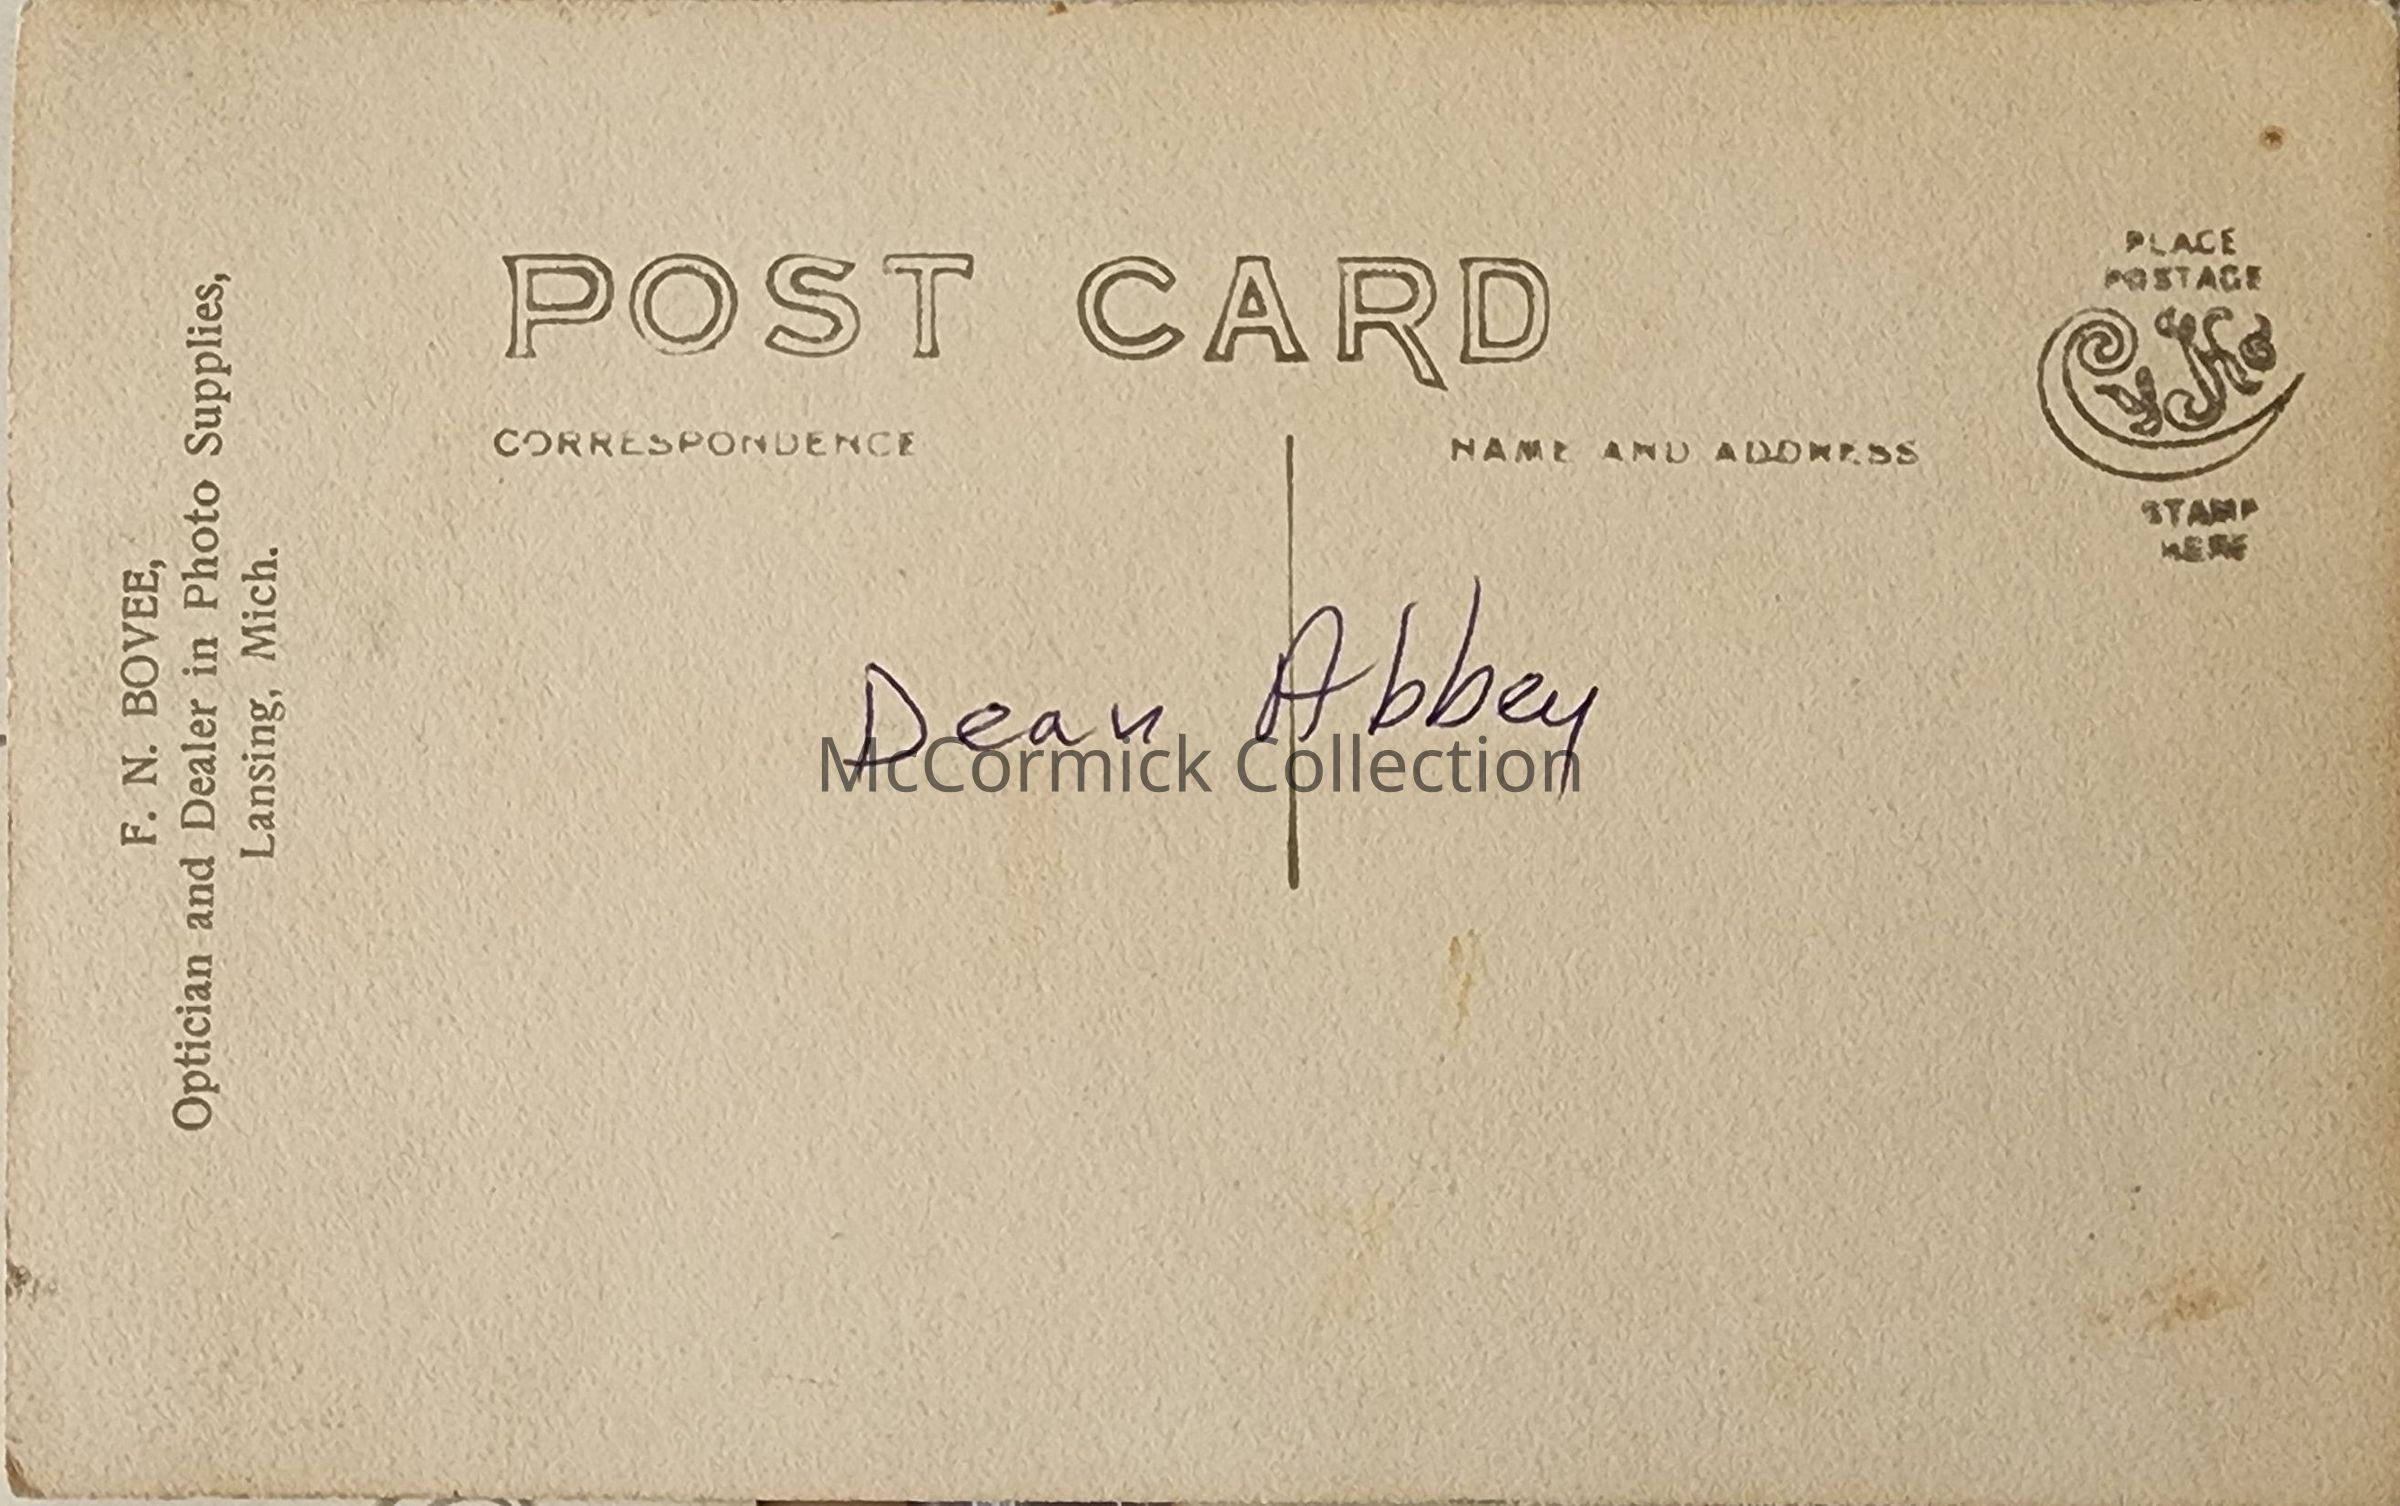 F. N. BOVEE,
Optician and Dealer in Photo Supplies,
Lansing, Mich.
POST CARD
CORRESPONDENCE
NAME AND ADDRESS
PLACE
POSTAGE
STAMP
HERE
Dean Abbey
McCormick Collection